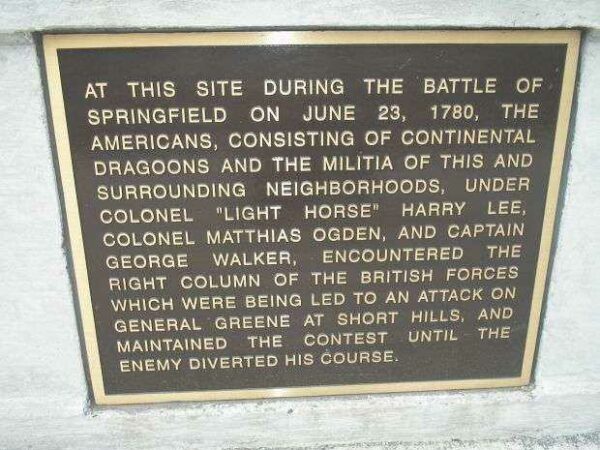 AT THIS SITE DURING THE BATTLE OF
SPRINGFIELD ON JUNE 23, 1780, THE
AMERICANS, CONSISTING OF CONTINENTAL
DRAGOONS AND THE MILITIA OF THIS AND
SURROUNDING NEIGHBORHOODS, UNDER
COLONEL "LIGHT HORSE" HARRY LEE,
COLONEL MATTHIAS OGDEN, AND CAPTAIN
GEORGE WALKER, ENCOUNTERED THE
RIGHT COLUMN OF THE BRITISH FORCES
WHICH WERE BEING LED TO AN ATTACK ON
GENERAL GREENE AT SHORT HILLS, AND
MAINTAINED THE CONTEST UNTIL THE
ENEMY DIVERTED HIS COURSE.